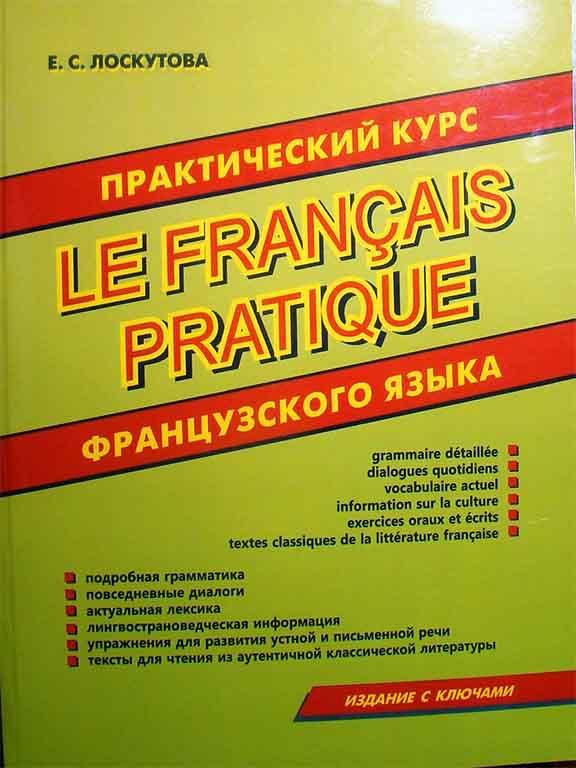 Е. С. ЛОСКУТОВА
ПРАКТИЧЕСКИЙ КУРС
LE FRANÇAIS
PRATIQUE
ФРАНЦУЗСКОГО ЯЗЫКА
grammaire détaillée
dialogues quotidiens
vocabulaire actuel
information sur la culture
exercices oraux et écrits
textes classiques de la littérature française
подробная грамматика
повседневные диалоги
актуальная лексика
лингвострановедческая информация
упражнения для развития устной и письменной речи
тексты для чтения из аутентичной классической литературы
ИЗДАНИЕ С КЛЮЧАМИ